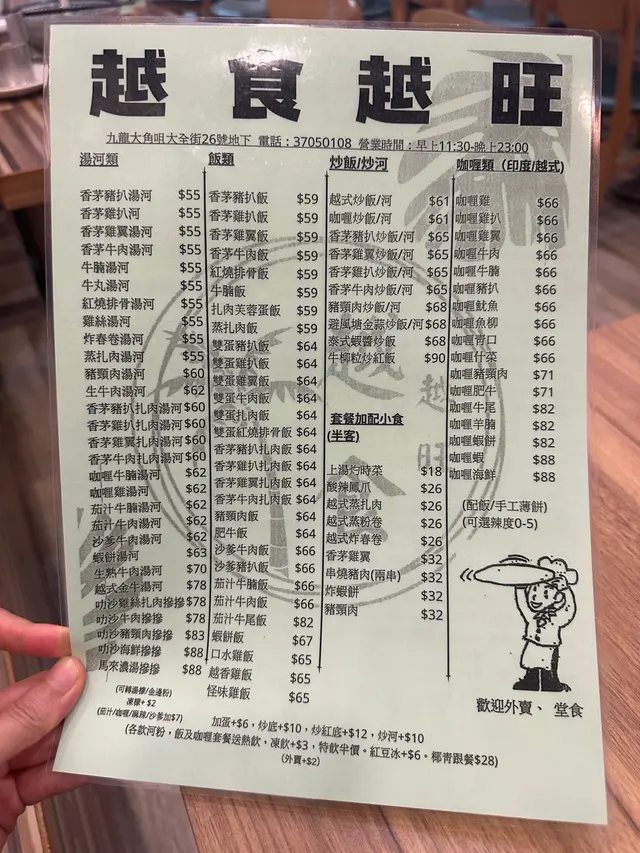 越食越旺
九龍大角咀大全街26號地下 電話：37050108 營業時間：早上11:30-晚上23:00
湯河類
香茅豬扒湯河 $55
香茅雞扒湯河 $55
香茅雞翼湯河 $55
香茅牛肉湯河 $55
牛腩湯河 $55
牛丸湯河 $55
紅燒排骨湯河 $55
雞絲湯河 $55
炸春卷湯河 $55
蒸扎肉湯河 $55
豬頸肉湯河 $60
生牛肉湯河 $62
香茅豬扒扎肉湯河 $60
香茅雞扒扎肉湯河 $60
香茅雞翼扎肉湯河 $60
香茅牛肉扎肉湯河 $60
咖喱牛腩湯河 $62
咖喱雞湯河 $62
茄汁牛腩湯河 $62
茄汁牛肉湯河 $62
沙爹牛肉湯河 $62
蝦餅湯河 $63
生熟牛肉湯河 $70
越式金牛湯河 $78
叻沙雞絲扎肉摻摻 $78
叻沙牛肉摻摻 $78
叻沙豬頸肉摻摻 $83
叻沙海鮮摻摻 $88
馬來濃湯摻摻 $88
(可轉湯檬/金邊粉)
凍檬+ $2
(茄汁/咖喱/麻辣/沙爹加$7)
飯類
香茅豬扒飯 $59
香茅雞扒飯 $59
香茅雞翼飯 $59
香茅牛肉飯 $59
紅燒排骨飯 $59
牛腩飯 $59
扎肉芙蓉蛋飯 $59
蒸扎肉飯 $59
雙蛋豬扒飯 $64
雙蛋雞扒飯 $64
雙蛋雞翼飯 $64
雙蛋牛肉飯 $64
雙蛋扎肉飯 $64
雙蛋紅燒排骨飯 $64
香茅豬扒扎肉飯 $64
香茅雞扒扎肉飯 $64
香茅雞翼扎肉飯 $64
香茅牛肉扎肉飯 $64
豬頸肉飯 $64
肥牛飯 $64
沙爹牛肉飯 $66
沙爹豬扒飯 $66
茄汁牛腩飯 $66
茄汁牛肉飯 $66
茄汁牛尾飯 $82
蝦餅飯 $67
口水雞飯 $65
越香雞飯 $65
怪味雞飯 $65
炒飯/炒河
越式炒飯/河 $61
咖喱炒飯/河 $61
香茅豬扒炒飯/河 $65
香茅雞翼炒飯/河 $65
香茅雞扒炒飯/河 $65
香茅牛肉炒飯/河 $65
豬頸肉炒飯/河 $68
避風塘金蒜炒飯/河 $68
泰式蝦醬炒飯 $68
牛柳粒炒紅飯 $90
套餐加配小食
(半客)
上湯灼時菜 $18
酸辣鳳爪 $26
越式蒸扎肉 $26
越式蒸粉卷 $26
越式炸春卷 $26
香茅雞翼 $32
串燒豬肉(兩串) $32
炸蝦餅 $32
豬頸肉 $32
咖喱類（印度/越式）
咖喱雞 $66
咖喱雞扒 $66
咖喱雞翼 $66
咖喱牛肉 $66
咖喱牛腩 $66
咖喱豬扒 $66
咖喱魷魚 $66
咖喱魚柳 $66
咖喱青口 $66
咖喱什菜 $66
咖喱豬頸肉 $71
咖喱肥牛 $71
咖喱牛尾 $82
咖喱羊腩 $82
咖喱蝦餅 $82
咖喱蝦 $88
咖喱海鮮 $88
(配飯/手工薄餅)
(可選辣度0-5)
歡迎外賣、堂食
加蛋+$6，炒底+$10，炒紅底+$12，炒河+$10
(各款河粉，飯及咖喱套餐送熱飲，凍飲+$3，特飲半價。紅豆冰+$6。椰青跟餐$28)
(外賣+$2)
越食越旺